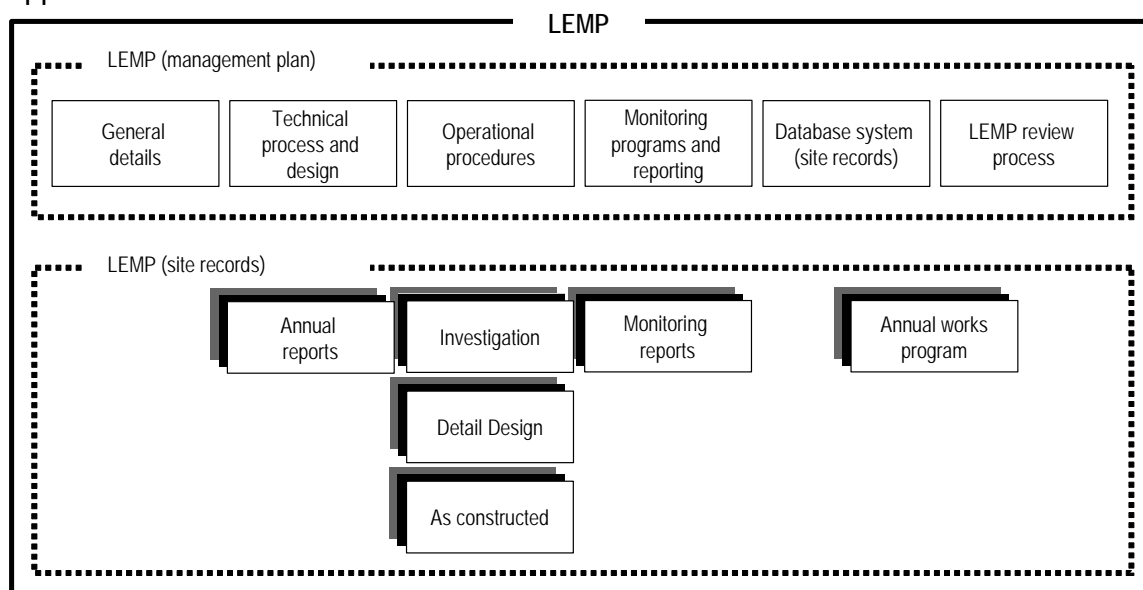 LEMP
LEMP (management plan)
General
details
Technical
process and
design
Operational
procedures
Monitoring
programs and
reporting
Database system
(site records)
LEMP review
process
LEMP (site records)
Annual
reports
Investigation
Monitoring
reports
Annual works
program
Detail Design
As constructed